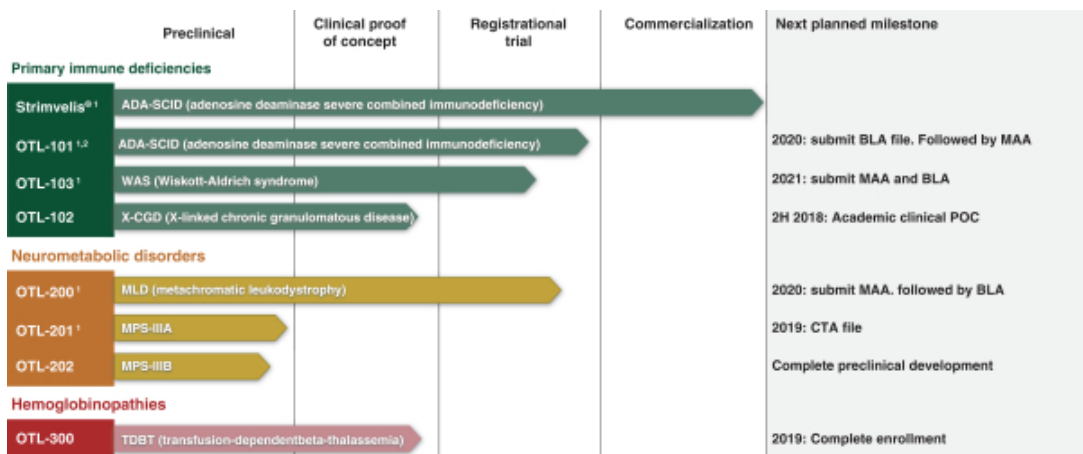 Preclinical
Clinical proof
of concept
Registrational
trial
Commercialization
Next planned milestone
Primary immune deficiencies
Strimvelis® 1 ADA-SCID (adenosine deaminase severe combined immunodeficiency)
OTL-101 1,2 ADA-SCID (adenosine deaminase severe combined immunodeficiency) 2020: submit BLA file. Followed by MAA
OTL-103 1 WAS (Wiskott-Aldrich syndrome) 2021: submit MAA and BLA
OTL-102 X-CGD (X-linked chronic granulomatous disease) 2H 2018: Academic clinical POC
Neurometabolic disorders
OTL-200 1 MLD (metachromatic leukodystrophy) 2020: submit MAA. followed by BLA
OTL-201 1 MPS-IIIA 2019: CTA file
OTL-202 MPS-IIIB Complete preclinical development
Hemoglobinopathies
OTL-300 TDBT (transfusion-dependentbeta-thalassemia) 2019: Complete enrollment